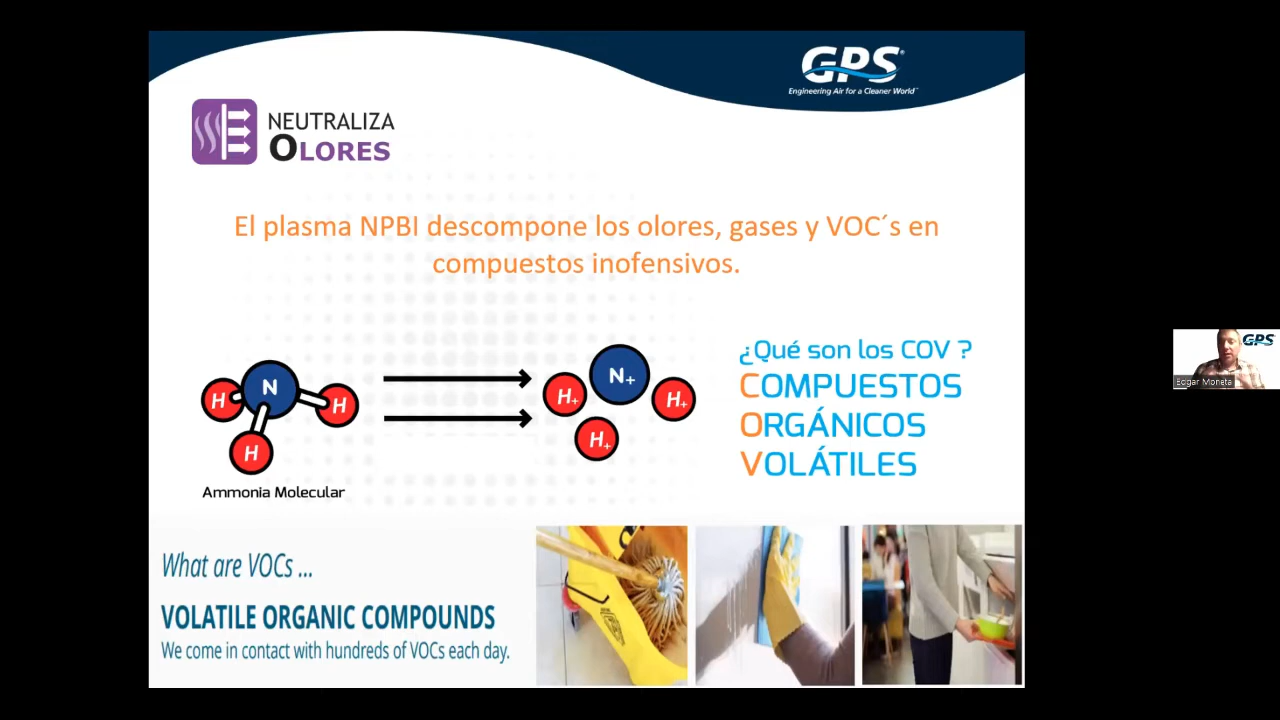 GPS
Engineering Air for a Cleaner World
NEUTRALIZA
OLORES
El plasma NPBI descompone los olores, gases y VOC´s en
compuestos inofensivos.
N
H
H
H
Ammonia Molecular
N+
H+
H+
H+
¿Qué son los COV ?
COMPUESTOS
ORGÁNICOS
VOLÁTILES
What are VOCs ...
VOLATILE ORGANIC COMPOUNDS
We come in contact with hundreds of VOCs each day.
GPS
Edgar Moneta